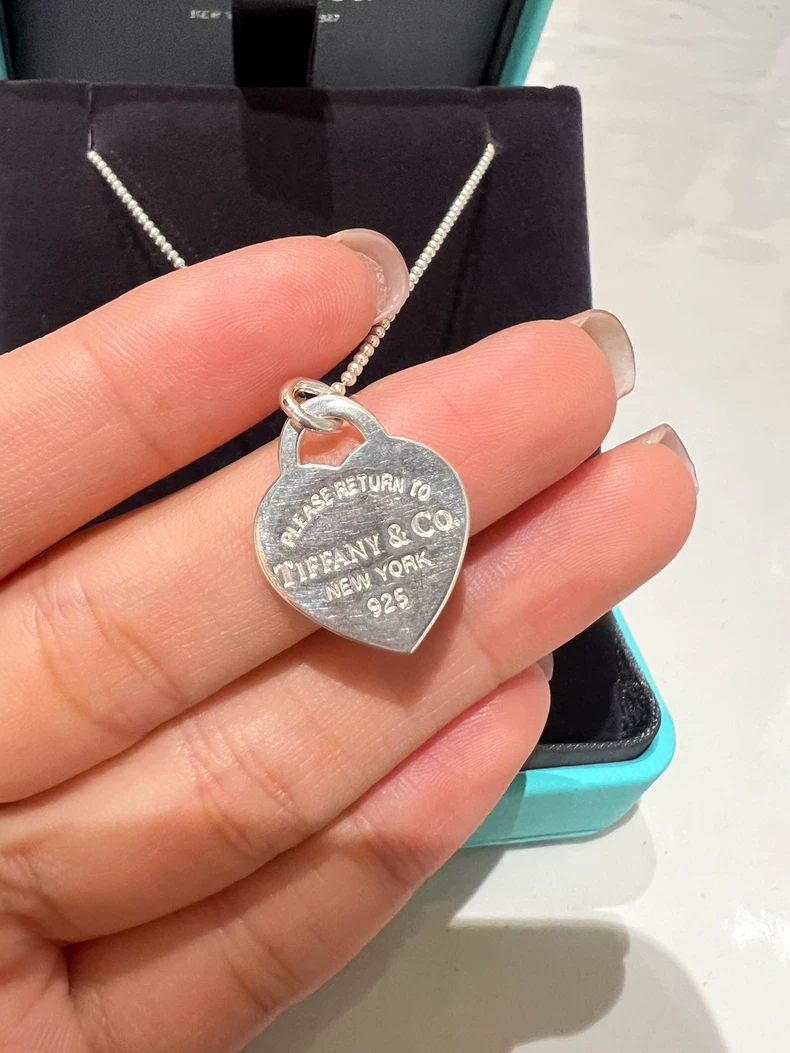 PLEASE RETURN TO
TIFFANY & CO.
NEW YORK
925